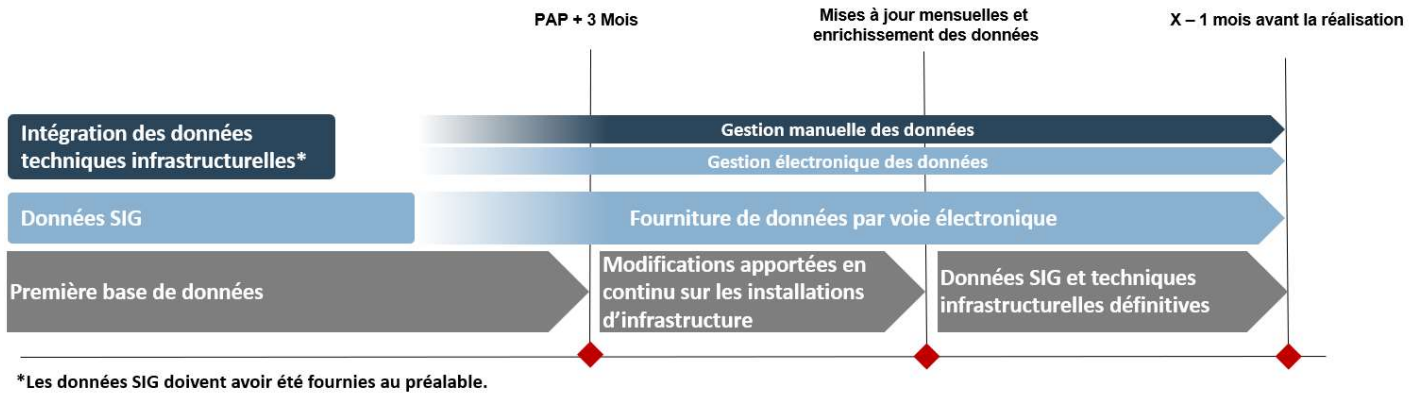 PAP + 3 Mois
Mises à jour mensuelles et
enrichissement des données
X – 1 mois avant la réalisation
Intégration des données
techniques infrastructurelles*
Gestion manuelle des données
Gestion électronique des données
Données SIG
Fourniture de données par voie électronique
Première base de données
Modifications apportées en
continu sur les installations
d’infrastructure
Données SIG et techniques
infrastructurelles définitives
*Les données SIG doivent avoir été fournies au préalable.